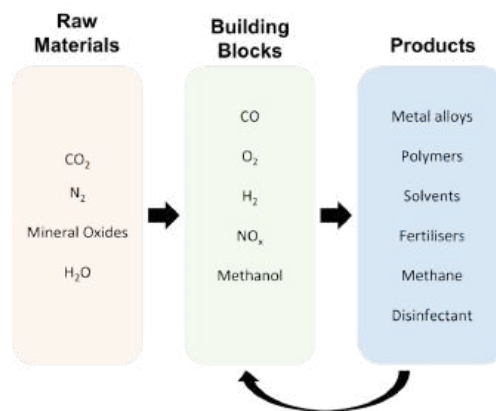 Raw
Materials
CO₂
N₂
Mineral Oxides
H₂O
Building
Blocks
CO
O₂
H₂
NOₓ
Methanol
Products
Metal alloys
Polymers
Solvents
Fertilisers
Methane
Disinfectant